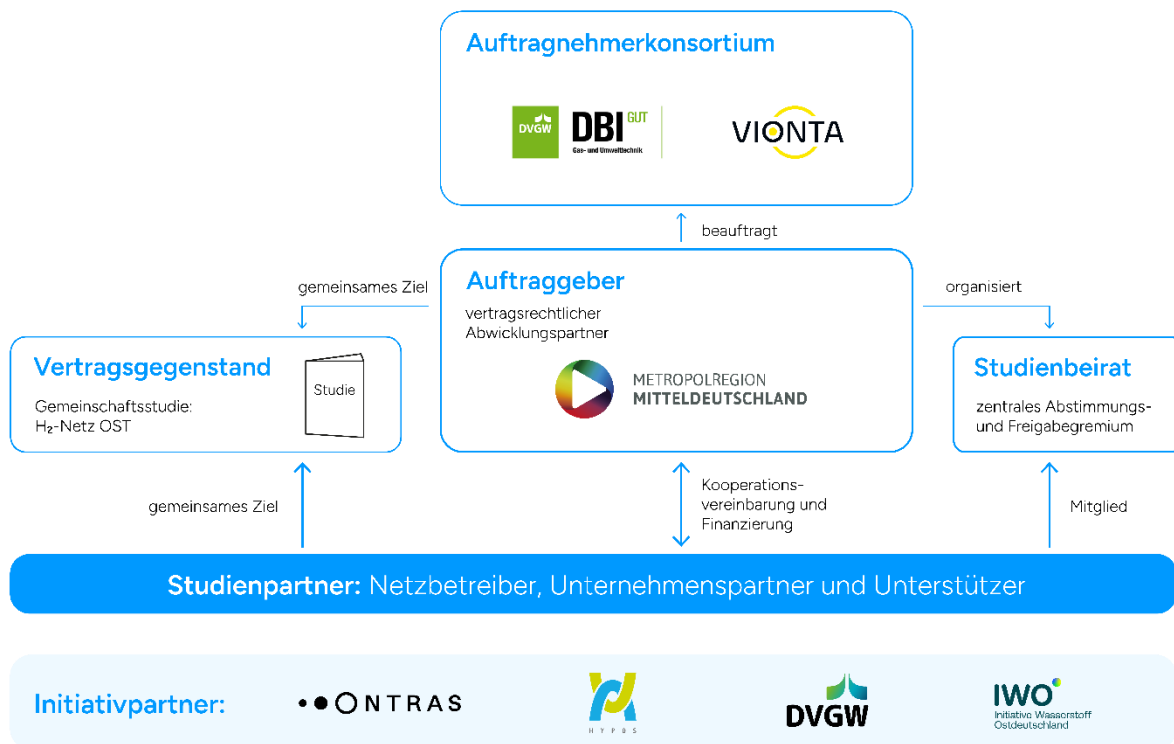 Auftragnehmerkonsortium
DVGW DBI GUT
Gas- und Umwelttechnik
VIONTA
beauftragt
gemeinsames Ziel
Auftraggeber
vertragsrechtlicher
Abwicklungspartner
METROPOLREGION
MITTELDEUTSCHLAND
organisiert
Vertragsgegenstand
Gemeinschaftsstudie:
H₂-Netz OST
Studie
Studienbeirat
zentrales Abstimmungs-
und Freigabegremium
gemeinsames Ziel
Kooperations-
vereinbarung und
Finanzierung
Mitglied
Studienpartner: Netzbetreiber, Unternehmenspartner und Unterstützer
Initiativpartner:
ONTRAS
HYPOS
DVGW
IWO
Initiative Wasserstoff
Ostdeutschland